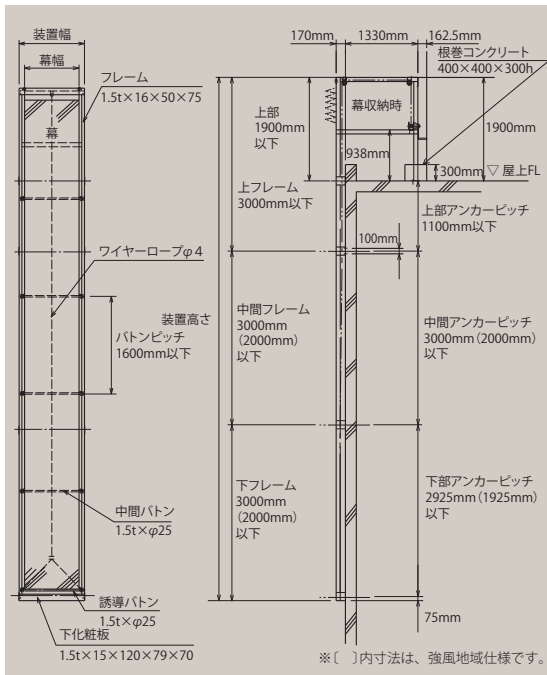 装置幅
幕幅
フレーム
1.5t×16×50×75
幕
ワイヤーロープφ4
装置高さ
バトンピッチ
1600mm以下
中間バトン
1.5t×φ25
誘導バトン
1.5t×φ25
下化粧板
1.5t×15×120×79×70
170mm
1330mm
162.5mm
根巻コンクリート
400×400×300h
上部
1900mm
以下
幕収納時
1900mm
938mm
300mm
▽屋上FL
上フレーム
3000mm以下
上部アンカーピッチ
1100mm以下
100mm
中間フレーム
3000mm
(2000mm)
以下
中間アンカーピッチ
3000mm(2000mm)
以下
下フレーム
3000mm
(2000mm)
以下
下部アンカーピッチ
2925mm(1925mm)
以下
75mm
※〔　〕内寸法は、強風地域仕様です。